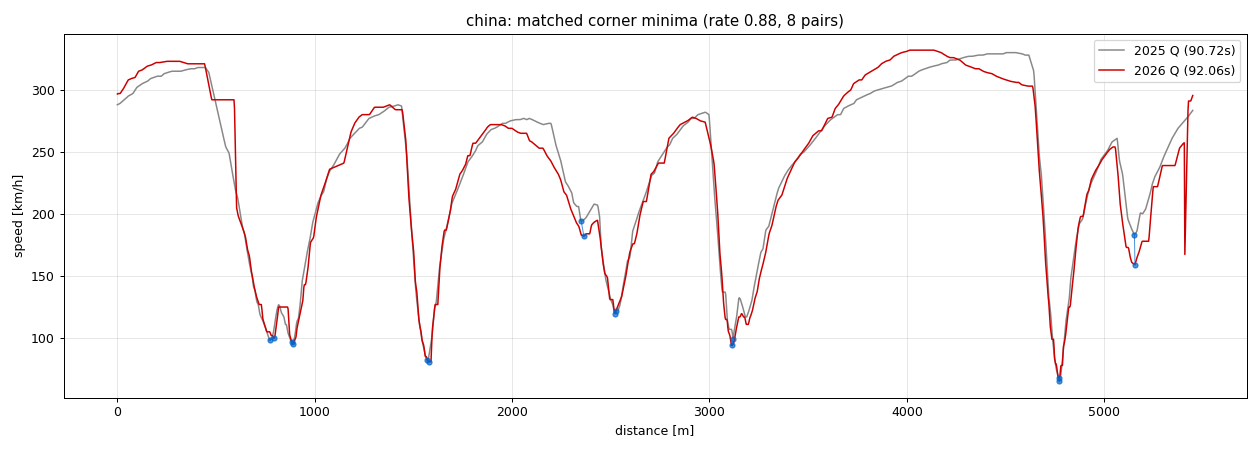 china: matched corner minima (rate 0.88, 8 pairs)
2025 Q (90.72s)
2026 Q (92.06s)
speed [km/h]
300
250
200
150
100
0
1000
2000
3000
4000
5000
distance [m]